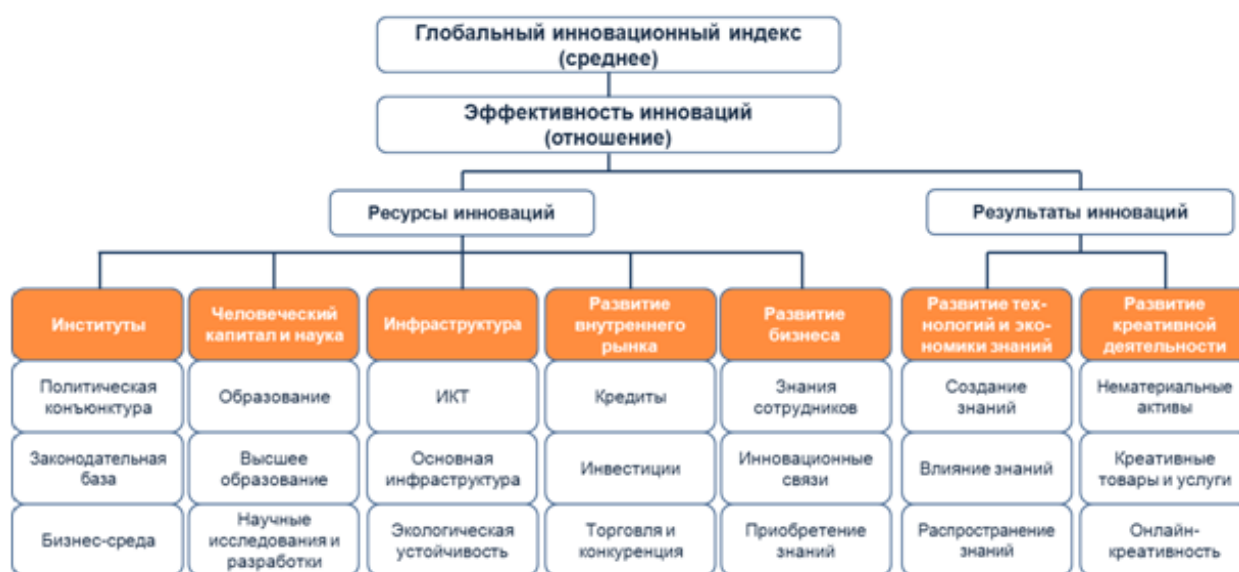 Глобальный инновационный индекс
(среднее)
Эффективность инноваций
(отношение)
Ресурсы инноваций
Результаты инноваций
Институты
Человеческий
капитал и наука
Инфраструктура
Развитие
внутреннего
рынка
Развитие
бизнеса
Развитие тех-
нологий и эко-
номики знаний
Развитие
креативной
деятельности
Политическая
конъюнктура
Образование
ИКТ
Кредиты
Знания
сотрудников
Создание
знаний
Нематериальные
активы
Законодательная
база
Высшее
образование
Основная
инфраструктура
Инвестиции
Инновационные
связи
Влияние знаний
Креативные
товары и услуги
Бизнес-среда
Научные
исследования и
разработки
Экологическая
устойчивость
Торговля и
конкуренция
Приобретение
знаний
Распространение
знаний
Онлайн-
креативность